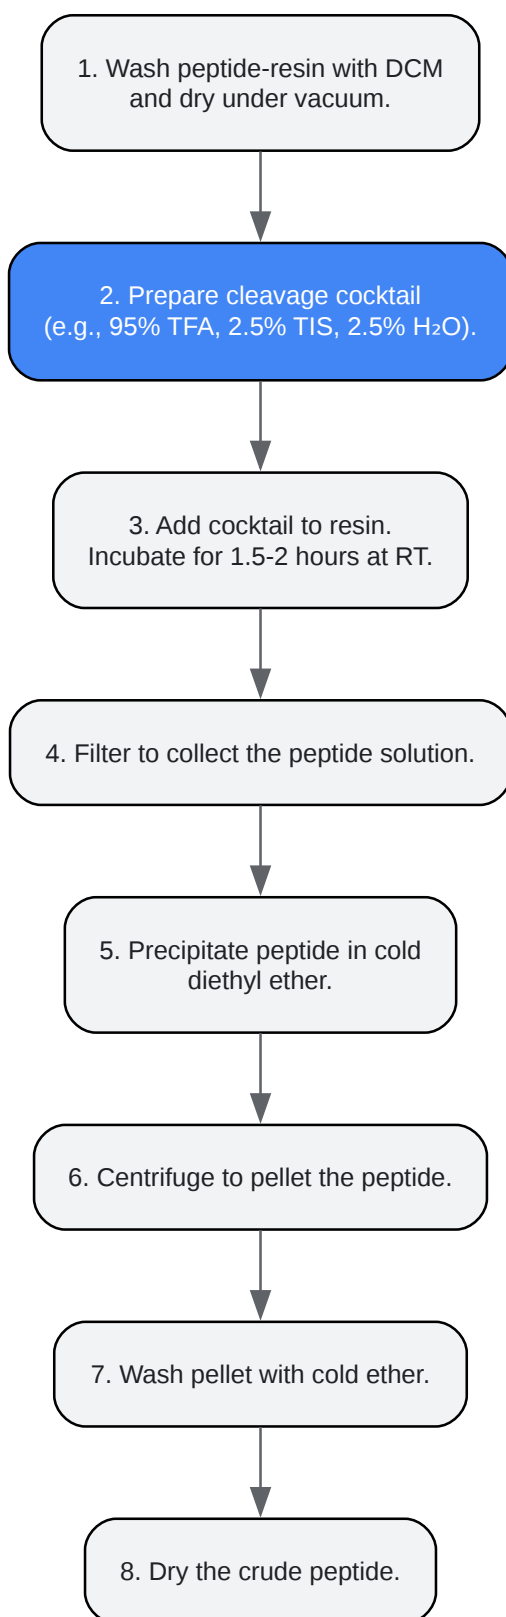 1. Wash peptide-resin with DCM
and dry under vacuum.
2. Prepare cleavage cocktail
(e.g., 95% TFA, 2.5% TIS, 2.5% H₂O).
3. Add cocktail to resin.
Incubate for 1.5-2 hours at RT.
4. Filter to collect the peptide solution.
5. Precipitate peptide in cold
diethyl ether.
6. Centrifuge to pellet the peptide.
7. Wash pellet with cold ether.
8. Dry the crude peptide.